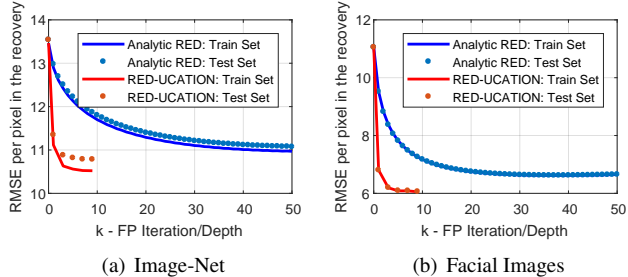 RMSE per pixel in the recovery
14
13
12
11
10
Analytic RED: Train Set
Analytic RED: Test Set
RED-UCATION: Train Set
RED-UCATION: Test Set
0 10 20 30 40 50
k - FP Iteration/Depth
(a) Image-Net
RMSE per pixel in the recovery
12
10
8
6
Analytic RED: Train Set
Analytic RED: Test Set
RED-UCATION: Train Set
RED-UCATION: Test Set
0 10 20 30 40 50
k - FP Iteration/Depth
(b) Facial Images